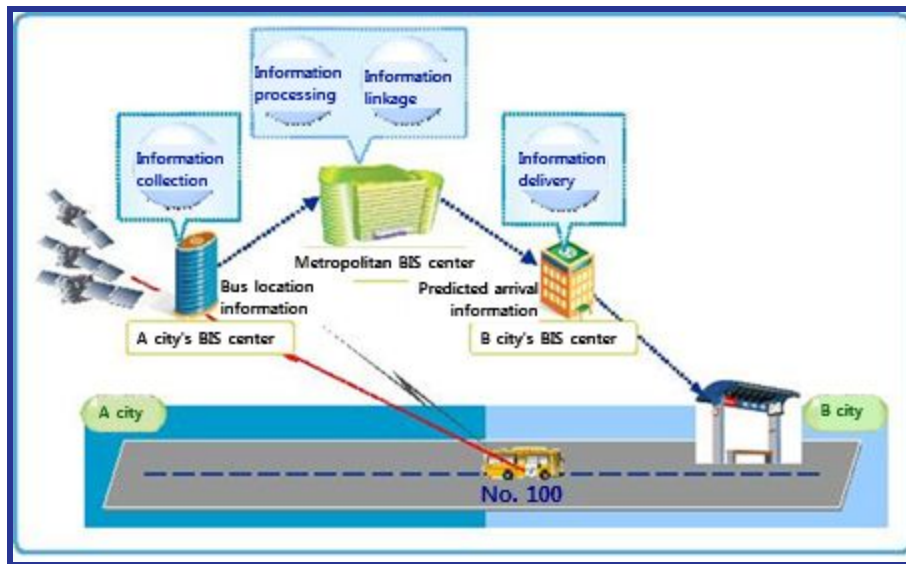 Information
processing
Information
linkage
Information
collection
Information
delivery
Metropolitan BIS center
Bus location
information
Predicted arrival
information
A city's BIS center
B city's BIS center
A city
B city
No. 100